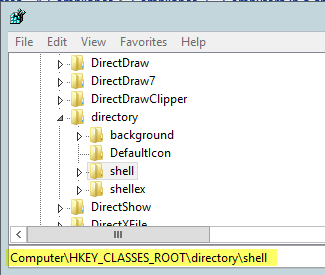 File Edit View Favorites Help
DirectDraw
DirectDraw7
DirectDrawClipper
directory
background
DefaultIcon
shell
shellex
DirectShow
DirectXFile
Computer\HKEY_CLASSES_ROOT\directory\shell